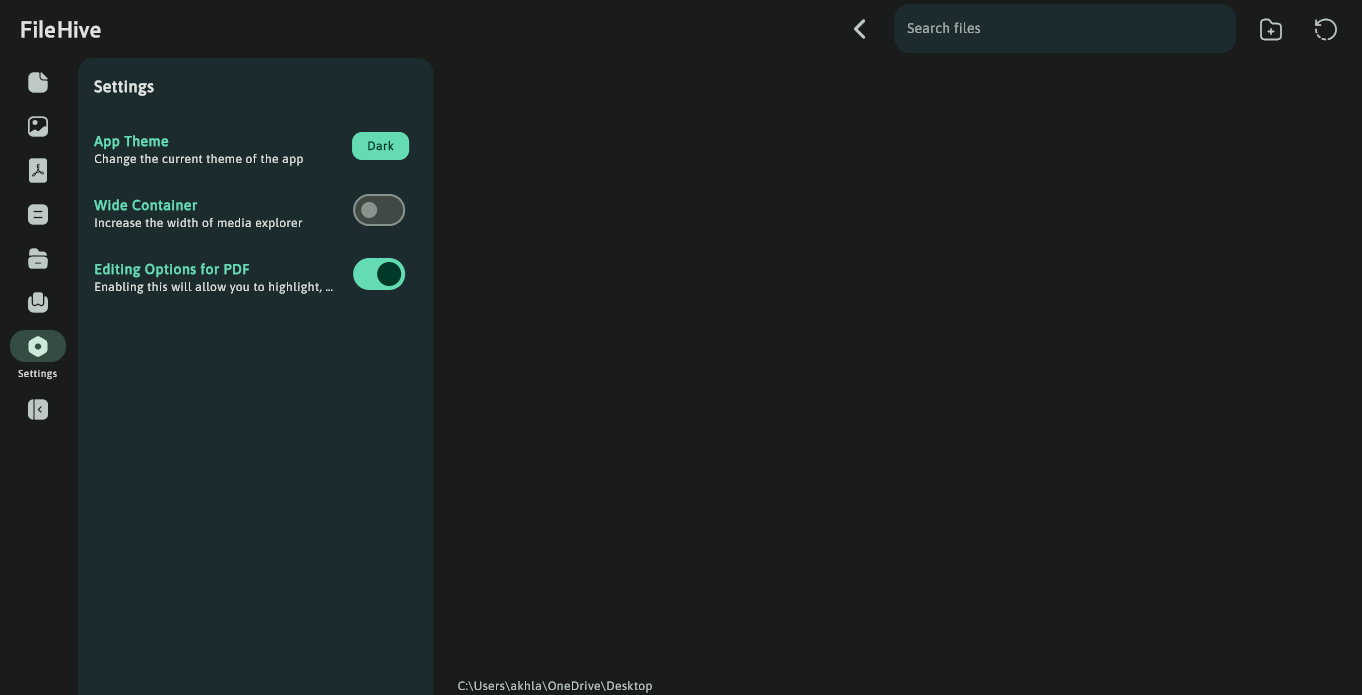 FileHive
Search files
Settings
App Theme
Dark
Change the current theme of the app
Wide Container
Increase the width of media explorer
Editing Options for PDF
Enabling this will allow you to highlight, ...
Settings
C:\Users\akhla\OneDrive\Desktop